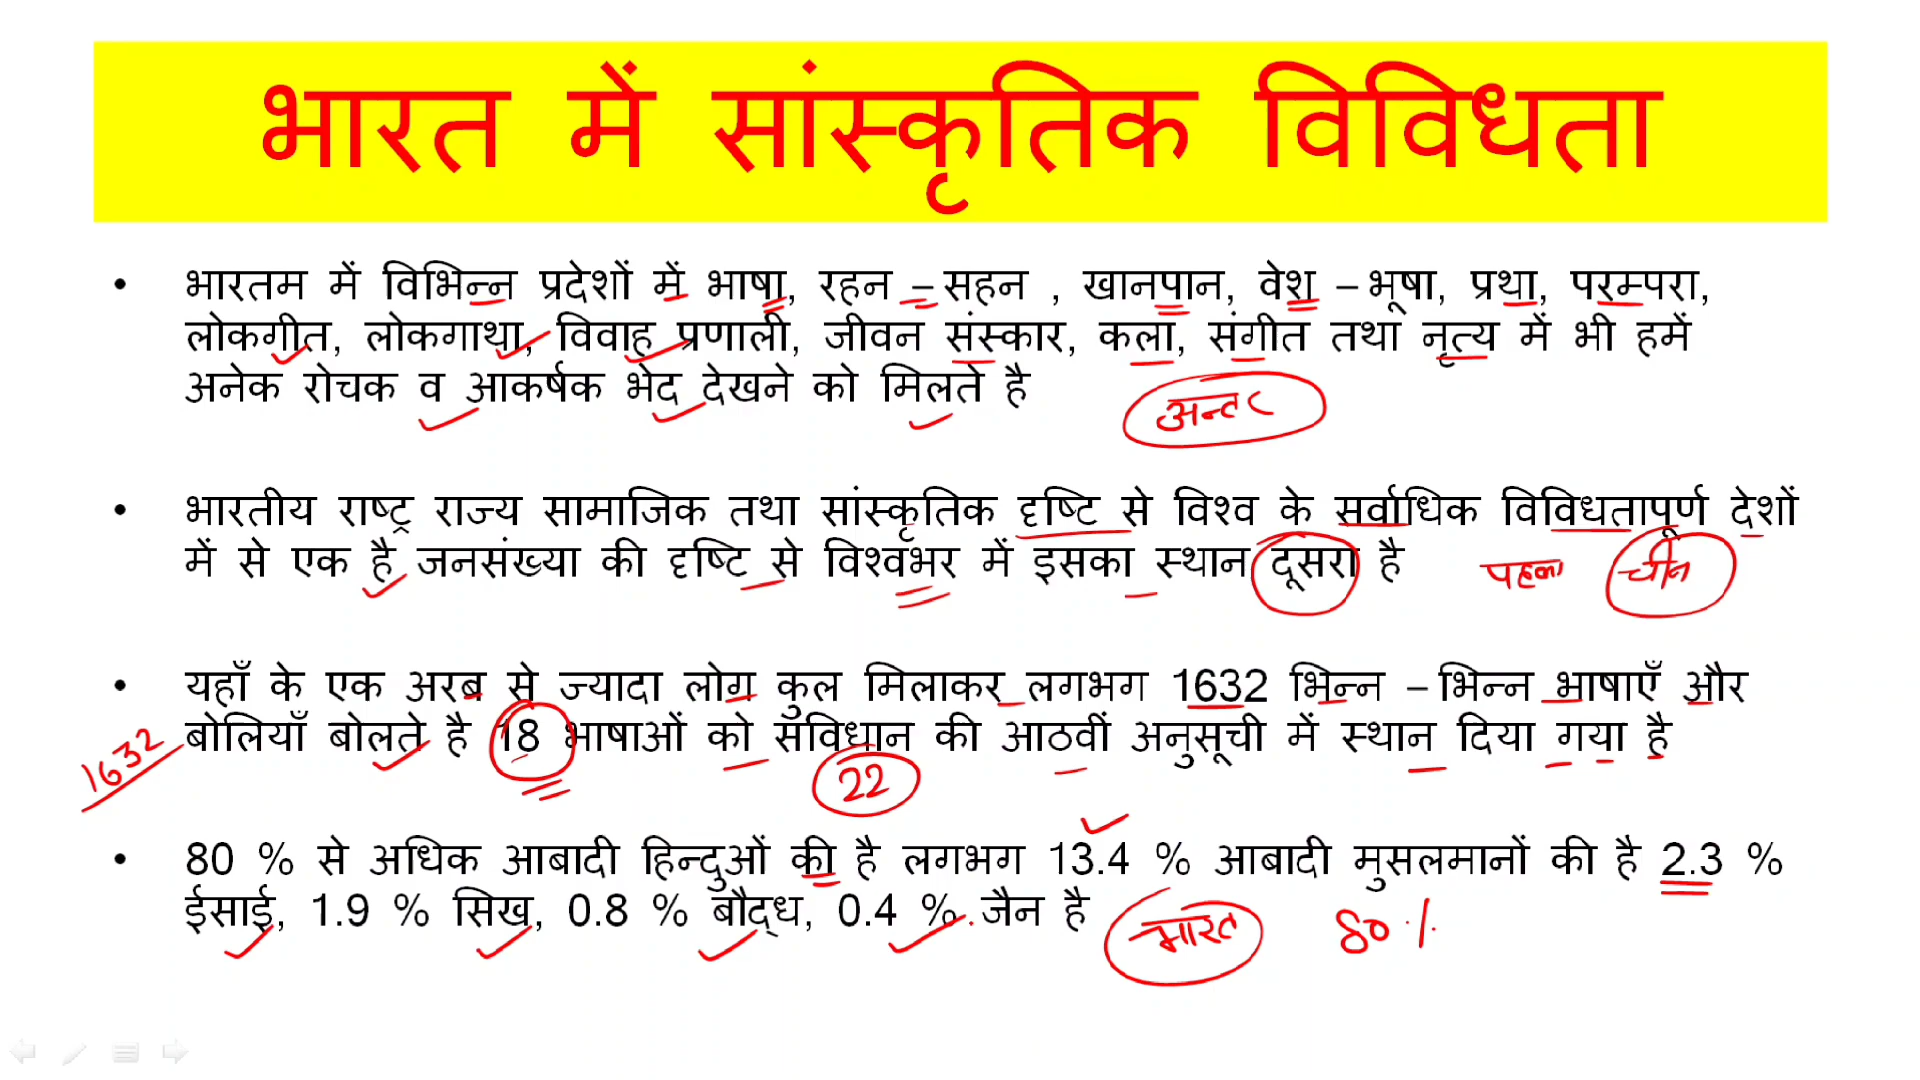 भारत में सांस्कृतिक विविधता
• भारतम में विभिन्न प्रदेशों में भाषा, रहन – सहन , खानपान, वेश – भूषा, प्रथा, परम्परा,
लोकगीत, लोकगाथा, विवाह प्रणाली, जीवन संस्कार, कला, संगीत तथा नृत्य में भी हमें
अनेक रोचक व आकर्षक भेद देखने को मिलते है
अन्तर
• भारतीय राष्ट्र राज्य सामाजिक तथा सांस्कृतिक दृष्टि से विश्व के सर्वाधिक विविधतापूर्ण देशों
में से एक है जनसंख्या की दृष्टि से विश्वभर में इसका स्थान दूसरा है
पहला चीन
• यहाँ के एक अरब से ज्यादा लोग कुल मिलाकर लगभग 1632 भिन्न – भिन्न भाषाएँ और
बोलियाँ बोलते है 18 भाषाओं को संविधान की आठवीं अनुसूची में स्थान दिया गया है
1632 22
• 80 % से अधिक आबादी हिन्दुओं की है लगभग 13.4 % आबादी मुसलमानों की है 2.3 %
ईसाई, 1.9 % सिख, 0.8 % बौद्ध, 0.4 % जैन है
भारत 80 %